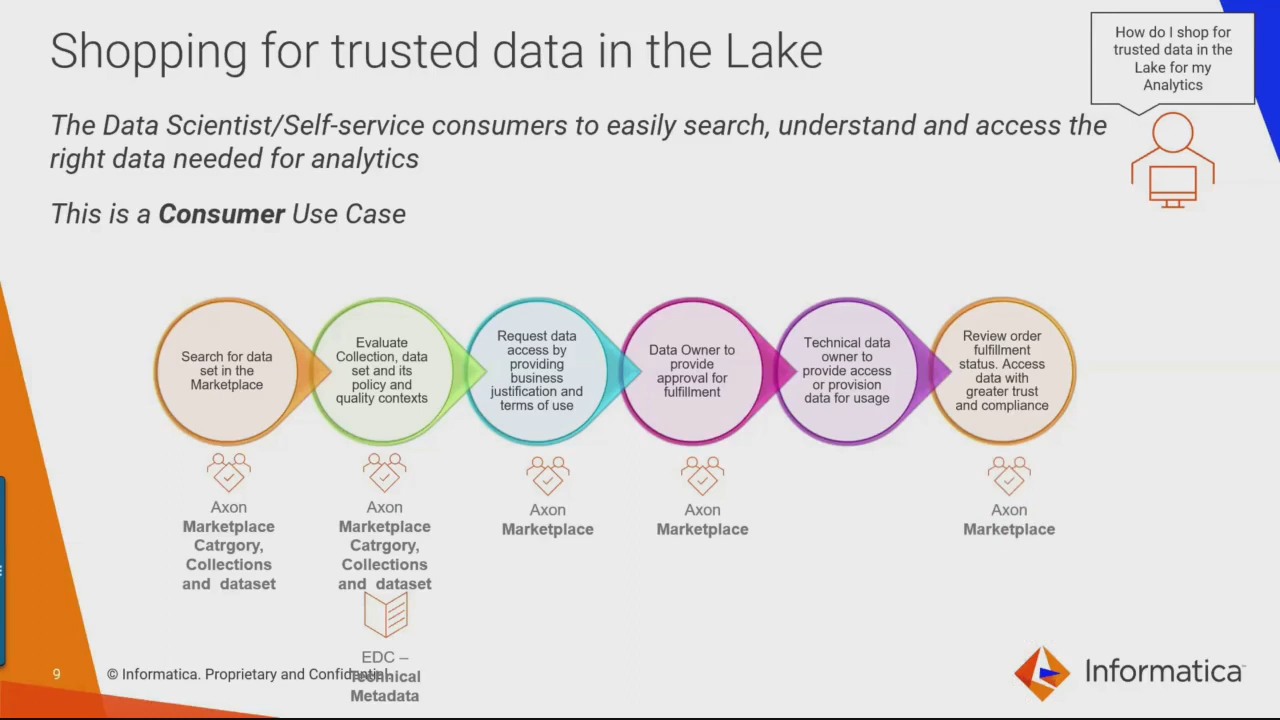 Shopping for trusted data in the Lake
How do I shop for
trusted data in the
Lake for my
Analytics
The Data Scientist/Self-service consumers to easily search, understand and access the
right data needed for analytics
This is a Consumer Use Case
Search for data
set in the
Marketplace
Evaluate
Collection, data
set and its
policy and
quality contexts
Request data
access by
providing
business
justification and
terms of use
Data Owner to
provide
approval for
fulfillment
Technical data
owner to
provide access
or provision
data for usage
Review order
fulfillment
status. Access
data with
greater trust
and compliance
Axon
Marketplace
Catrgory,
Collections
and dataset
Axon
Marketplace
Catrgory,
Collections
and dataset
Axon
Marketplace
Axon
Marketplace
Axon
Marketplace
EDC –
Technical
Metadata
9
© Informatica. Proprietary and Confidential.
Informatica